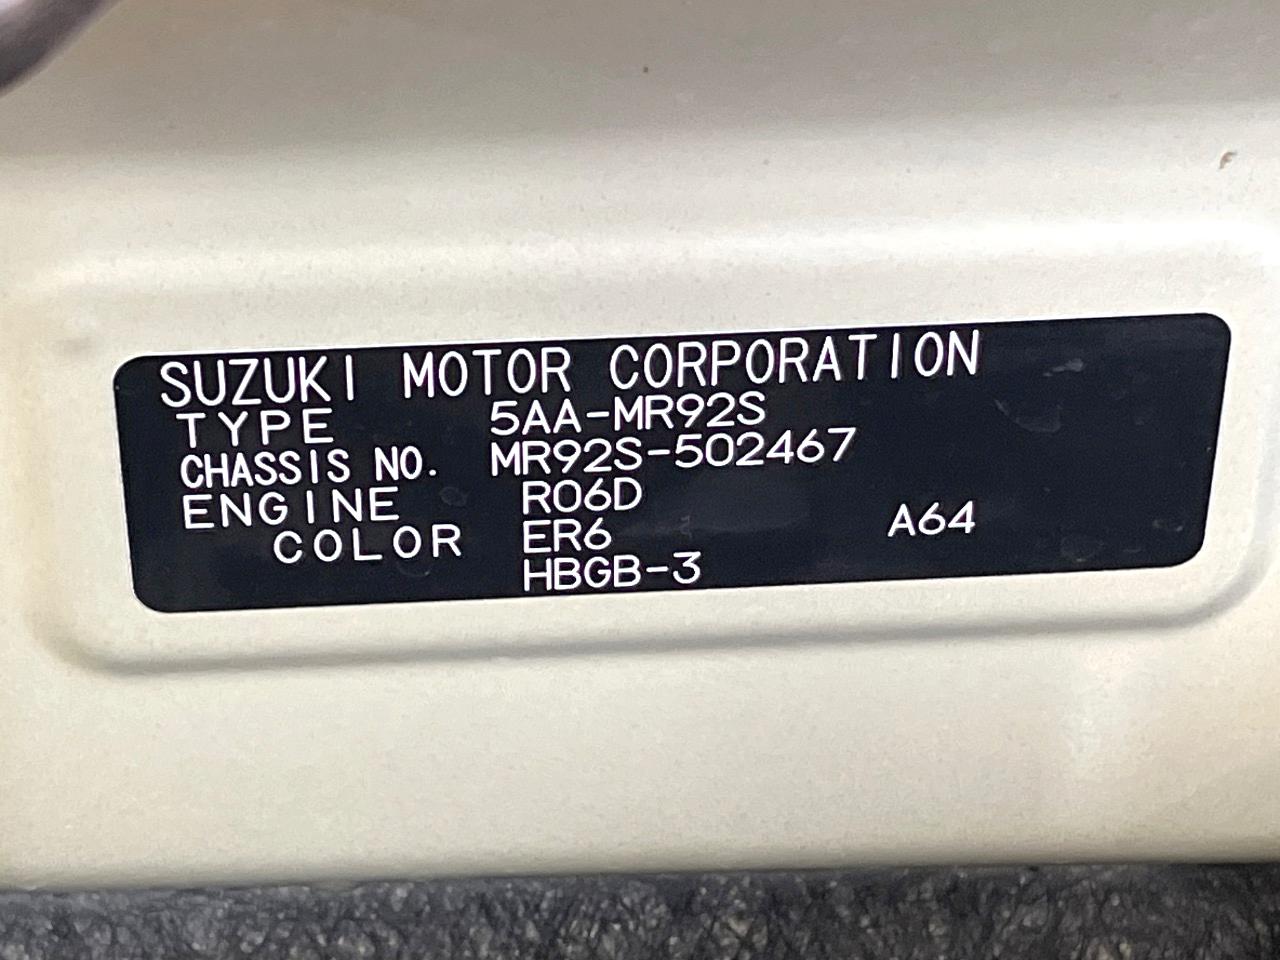 SUZUKI MOTOR CORPORATION
TYPE 5AA-MR92S
CHASSIS NO. MR92S-502467
ENGINE R06D
COLOR ER6 A64
HBGB-3